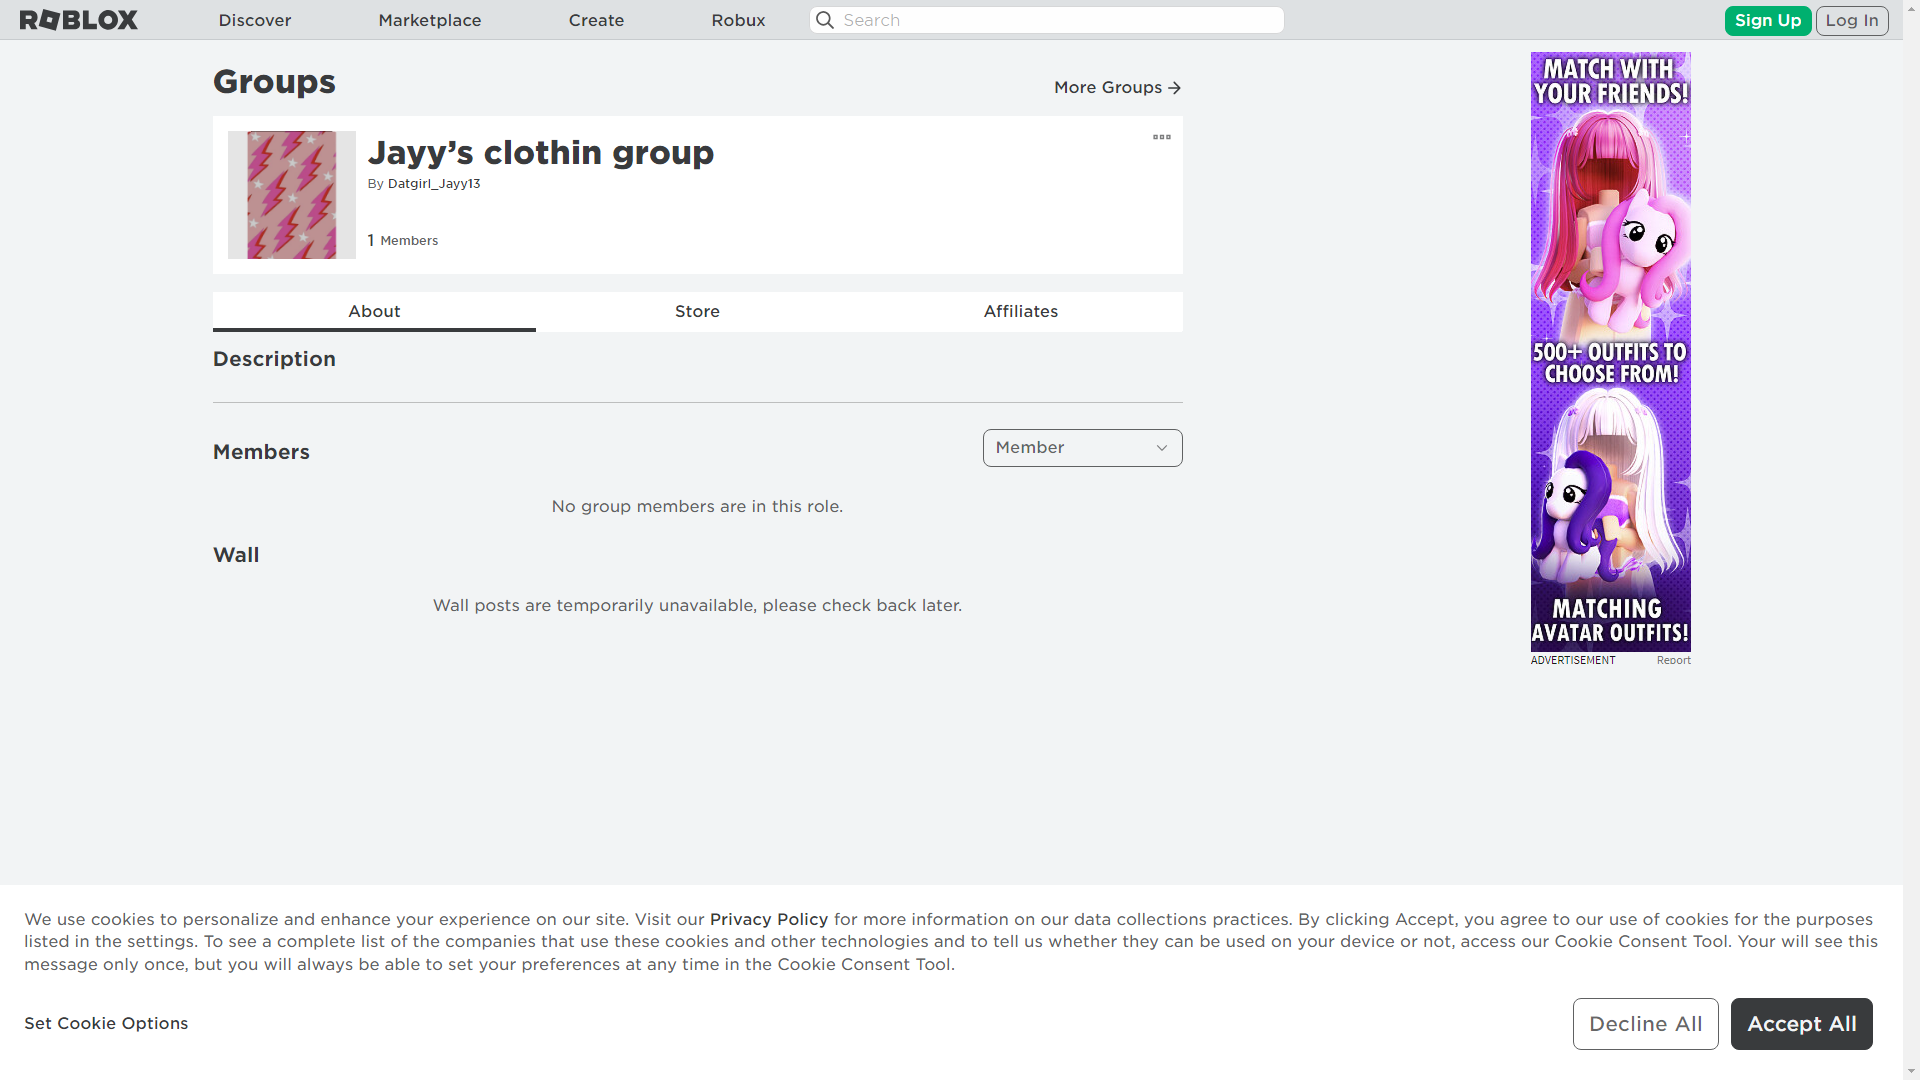 ROBLOX
Discover
Marketplace
Create
Robux
Search
Sign Up
Log In
Groups
More Groups
Jayy’s clothin group
By Datgirl_Jayy13
1 Members
About
Store
Affiliates
Description
Members
Member
No group members are in this role.
Wall
Wall posts are temporarily unavailable, please check back later.
MATCH WITH
YOUR FRIENDS!
500+ OUTFITS TO
CHOOSE FROM!
MATCHING
AVATAR OUTFITS!
ADVERTISEMENT
Report
We use cookies to personalize and enhance your experience on our site. Visit our Privacy Policy for more information on our data collections practices. By clicking Accept, you agree to our use of cookies for the purposes
listed in the settings. To see a complete list of the companies that use these cookies and other technologies and to tell us whether they can be used on your device or not, access our Cookie Consent Tool. Your will see this
message only once, but you will always be able to set your preferences at any time in the Cookie Consent Tool.
Set Cookie Options
Decline All
Accept All